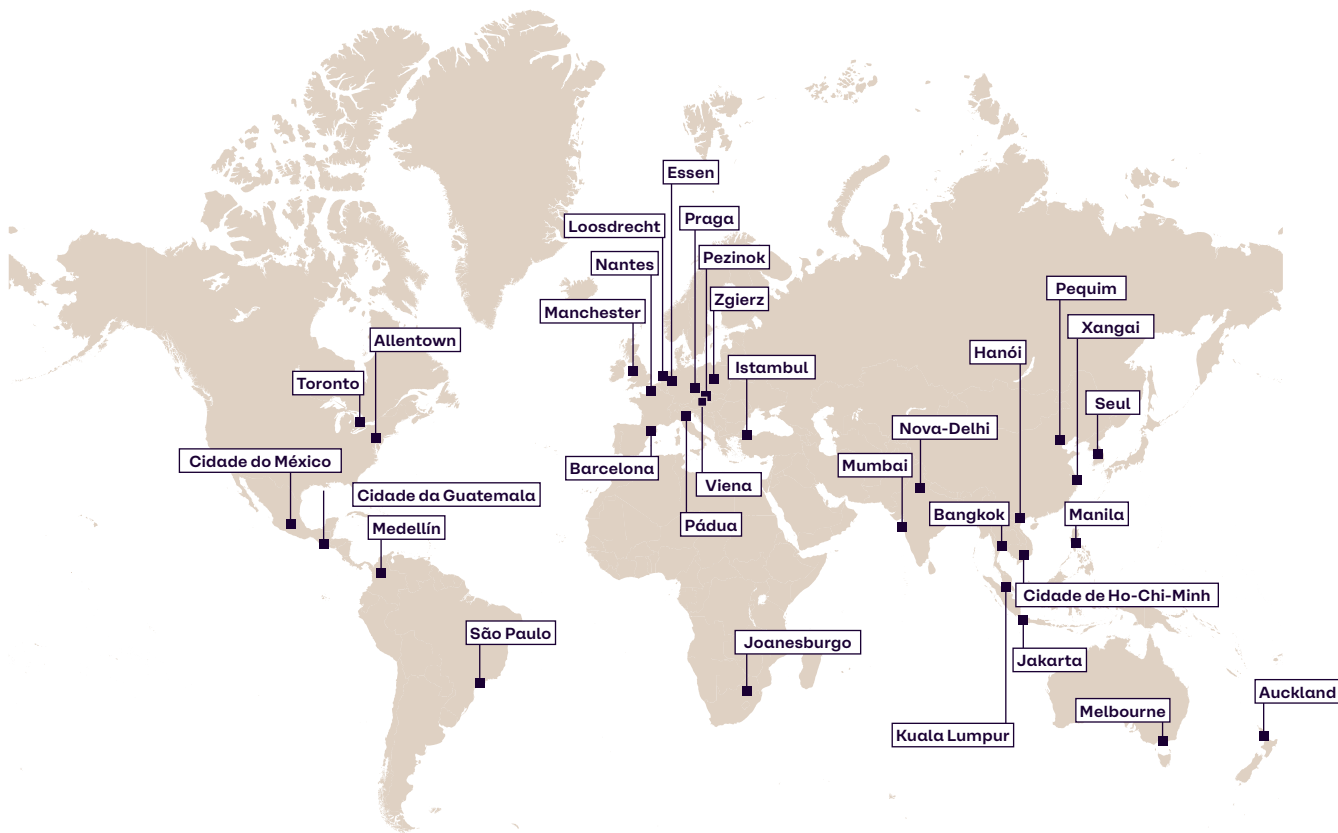 Essen
Praga
Loosdrecht
Pezinok
Nantes
Zgierz
Manchester
Istambul
Pequim
Xangai
Allentown
Hanói
Toronto
Seul
Nova-Delhi
Cidade do México
Mumbai
Barcelona
Viena
Cidade da Guatemala
Bangkok
Manila
Medellín
Pádua
Cidade de Ho-Chi-Minh
São Paulo
Joanesburgo
Jakarta
Auckland
Melbourne
Kuala Lumpur